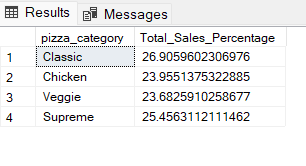 Results Messages
pizza_category Total_Sales_Percentage
1 Classic 26.9059602306976
2 Chicken 23.9551375322885
3 Veggie 23.6825910258677
4 Supreme 25.4563112111462